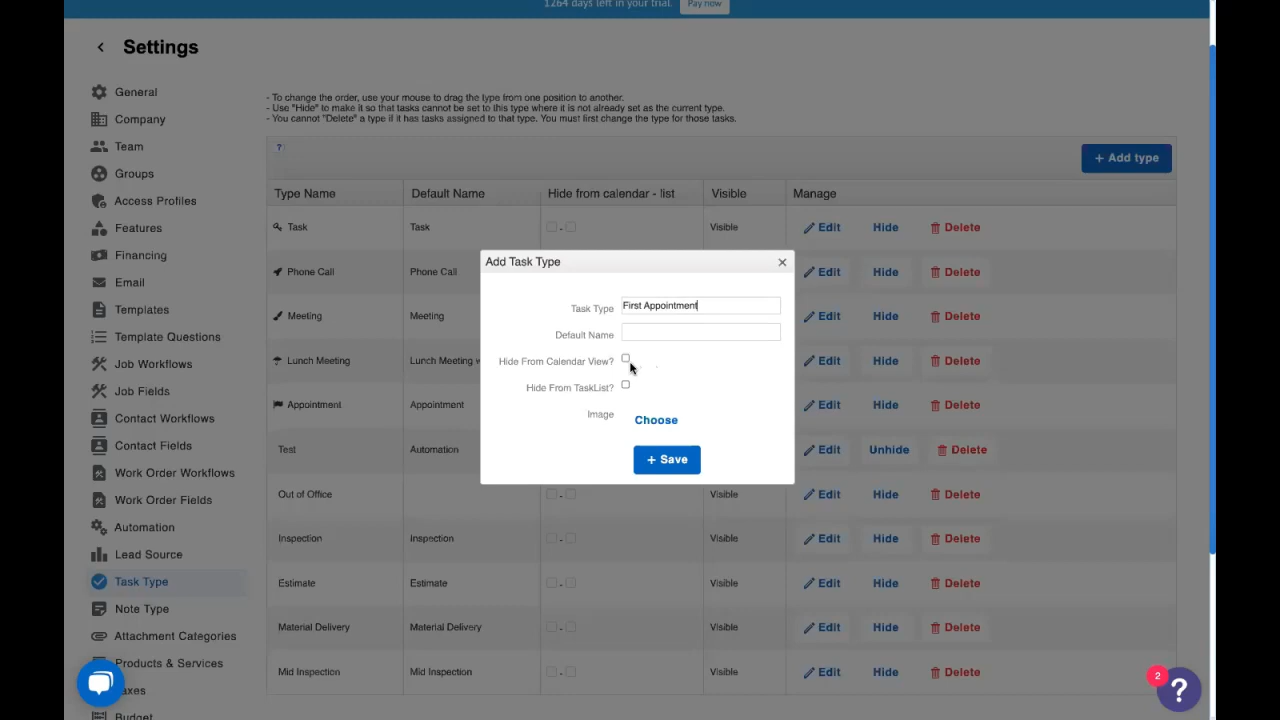 1264 days left in your trial. Pay now
Settings
General
Company
Team
Groups
Access Profiles
Features
Financing
Email
Templates
Template Questions
Job Workflows
Job Fields
Contact Workflows
Contact Fields
Work Order Workflows
Work Order Fields
Automation
Lead Source
Task Type
Note Type
Attachment Categories
Products & Services
axes
Budget
- To change the order, use your mouse to drag the type from one position to another.
- Use "Hide" to make it so that tasks cannot be set to this type where it is not already set as the current type.
- You cannot "Delete" a type if it has tasks assigned to that type. You must first change the type for those tasks.
?
+ Add type
Type Name Default Name Hide from calendar - list Visible Manage
Task Task - Visible Edit Hide Delete
Phone Call Phone Call Edit Hide Delete
Meeting Meeting Edit Hide Delete
Lunch Meeting Lunch Meeting w Edit Hide Delete
Appointment Appointment Edit Hide Delete
Test Automation Edit Unhide Delete
Out of Office - Visible Edit Hide Delete
Inspection Inspection - Visible Edit Hide Delete
Estimate Estimate - Visible Edit Hide Delete
Material Delivery Material Delivery - Visible Edit Hide Delete
Mid Inspection Mid Inspection - Visible Edit Hide Delete
Add Task Type ×
Task Type First Appointment
Default Name
Hide From Calendar View?
Hide From TaskList?
Image Choose
+ Save
2
?